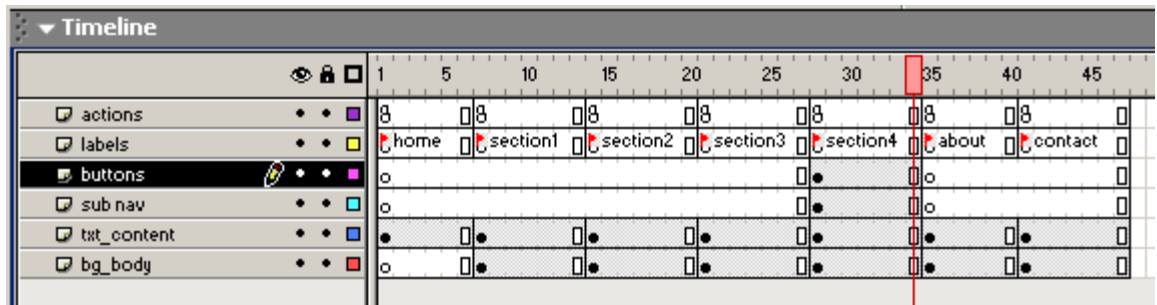 Timeline
1 5 10 15 20 25 30 35 40 45
actions
labels home section1 section2 section3 section4 about contact
buttons
sub nav
txt_content
bg_body